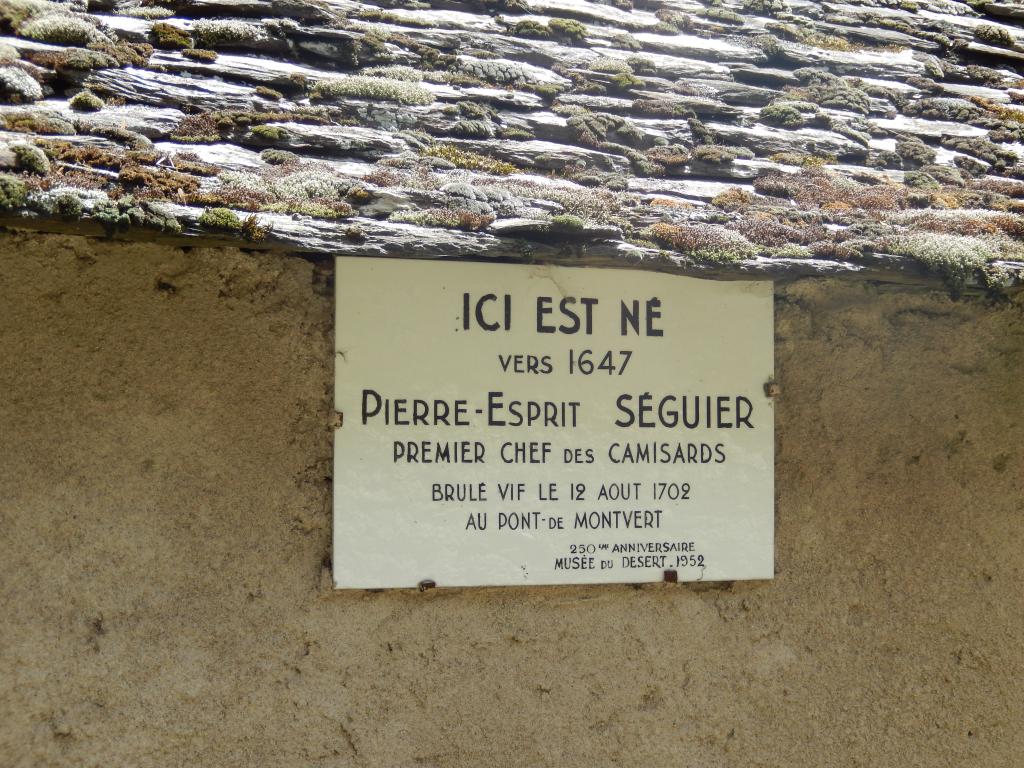 ICI EST NÉ
VERS 1647
PIERRE-ESPRIT SÉGUIER
PREMIER CHEF DES CAMISARDS
BRULÉ VIF LE 12 AOUT 1702
AU PONT-DE MONTVERT
250ᵐᵉ ANNIVERSAIRE
MUSÉE DU DESERT. 1952